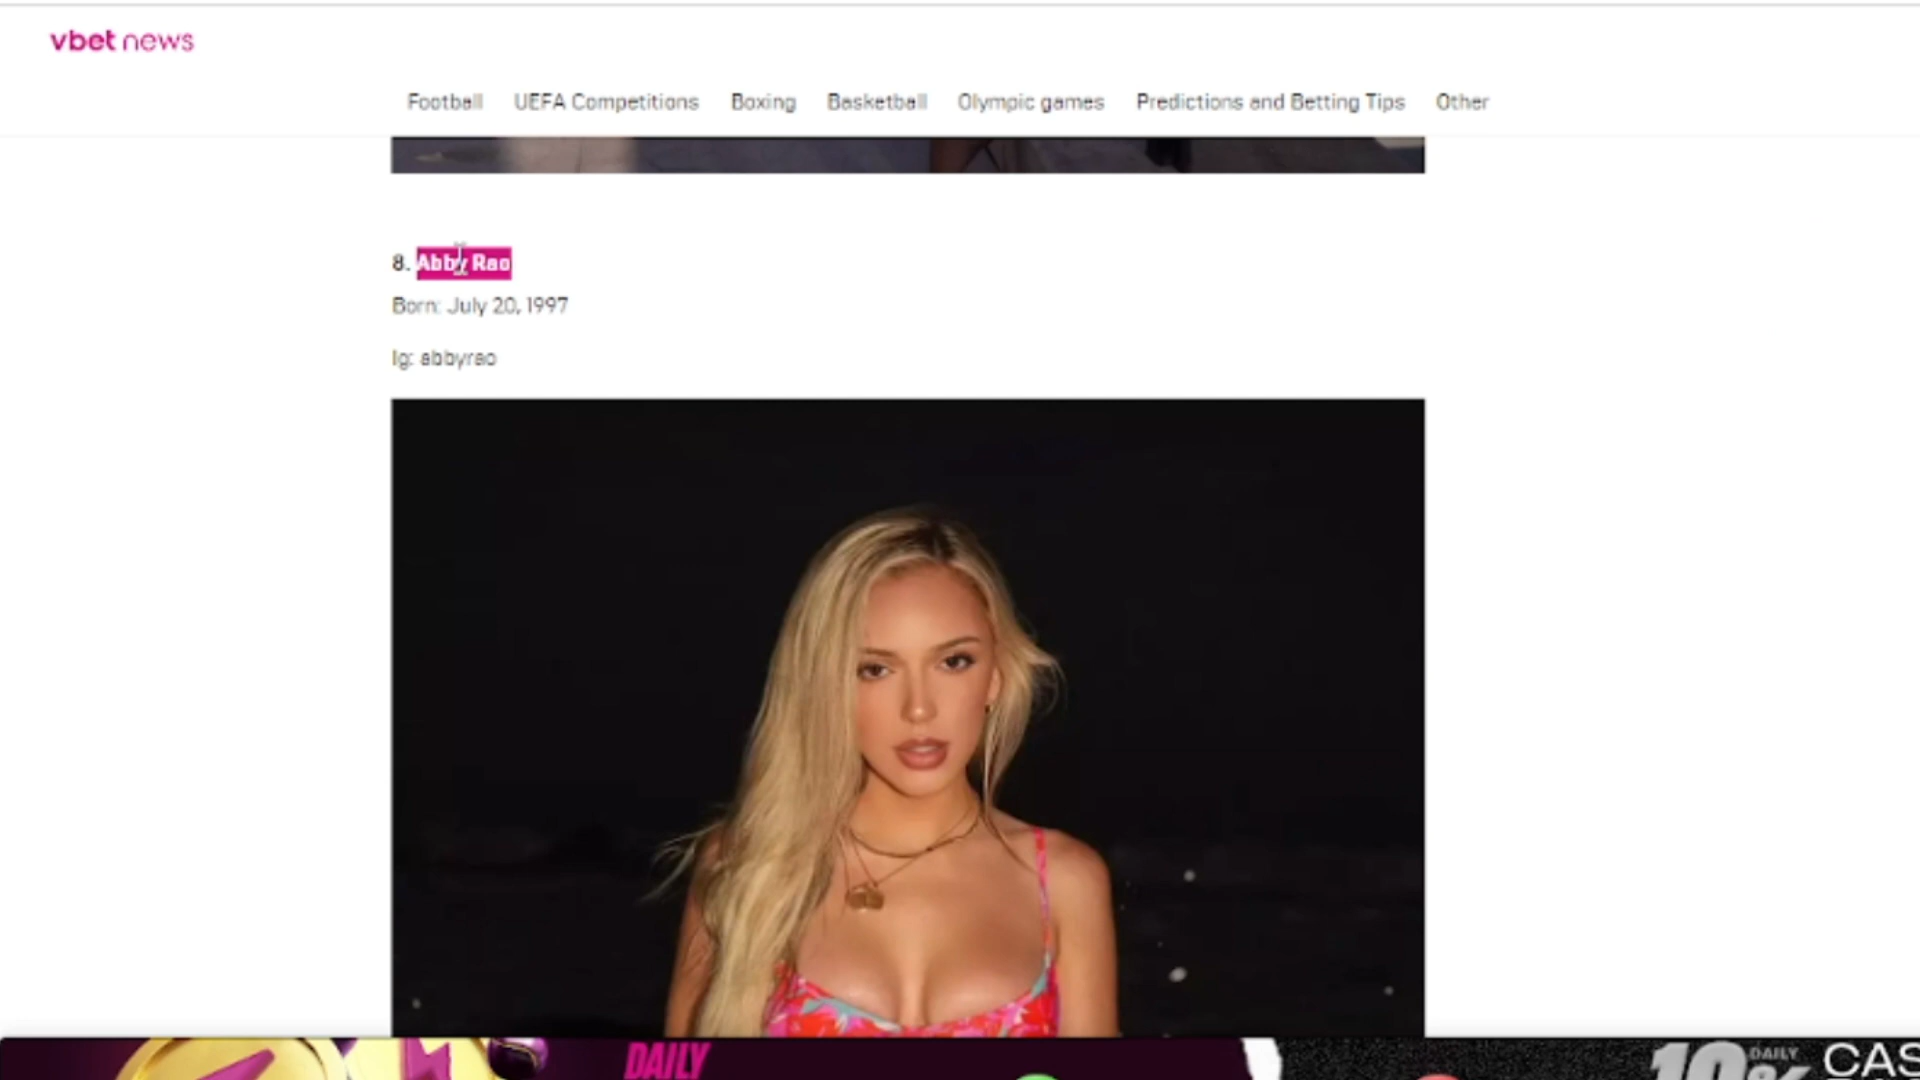 vbet news
Football UEFA Competitions Boxing Basketball Olympic games Predictions and Betting Tips Other
8. Abby Rao
Born: July 20, 1997
Ig: abbyrao
DAILY
10% DAILY CAS